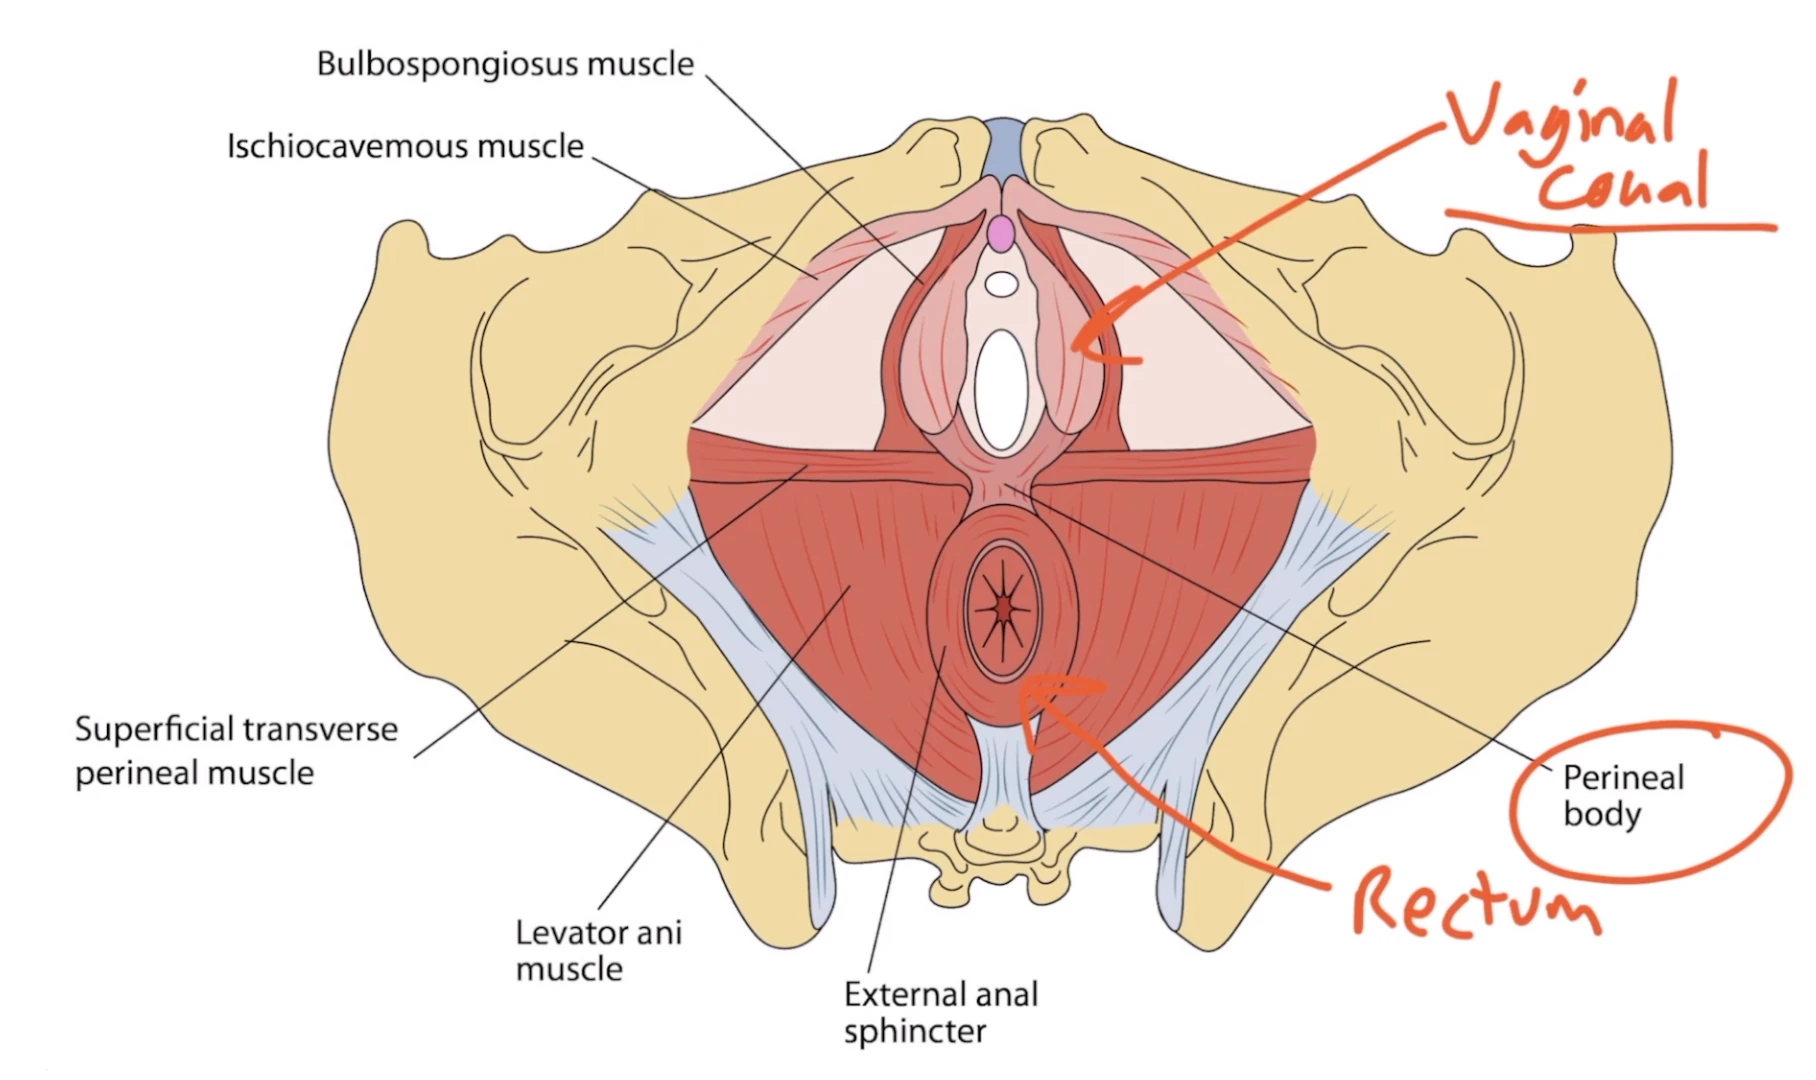 Bulbospongiosus muscle
Ischiocavemous muscle
Vaginal
Canal
Superficial transverse
perineal muscle
Perineal
body
Rectum
Levator ani
muscle
External anal
sphincter